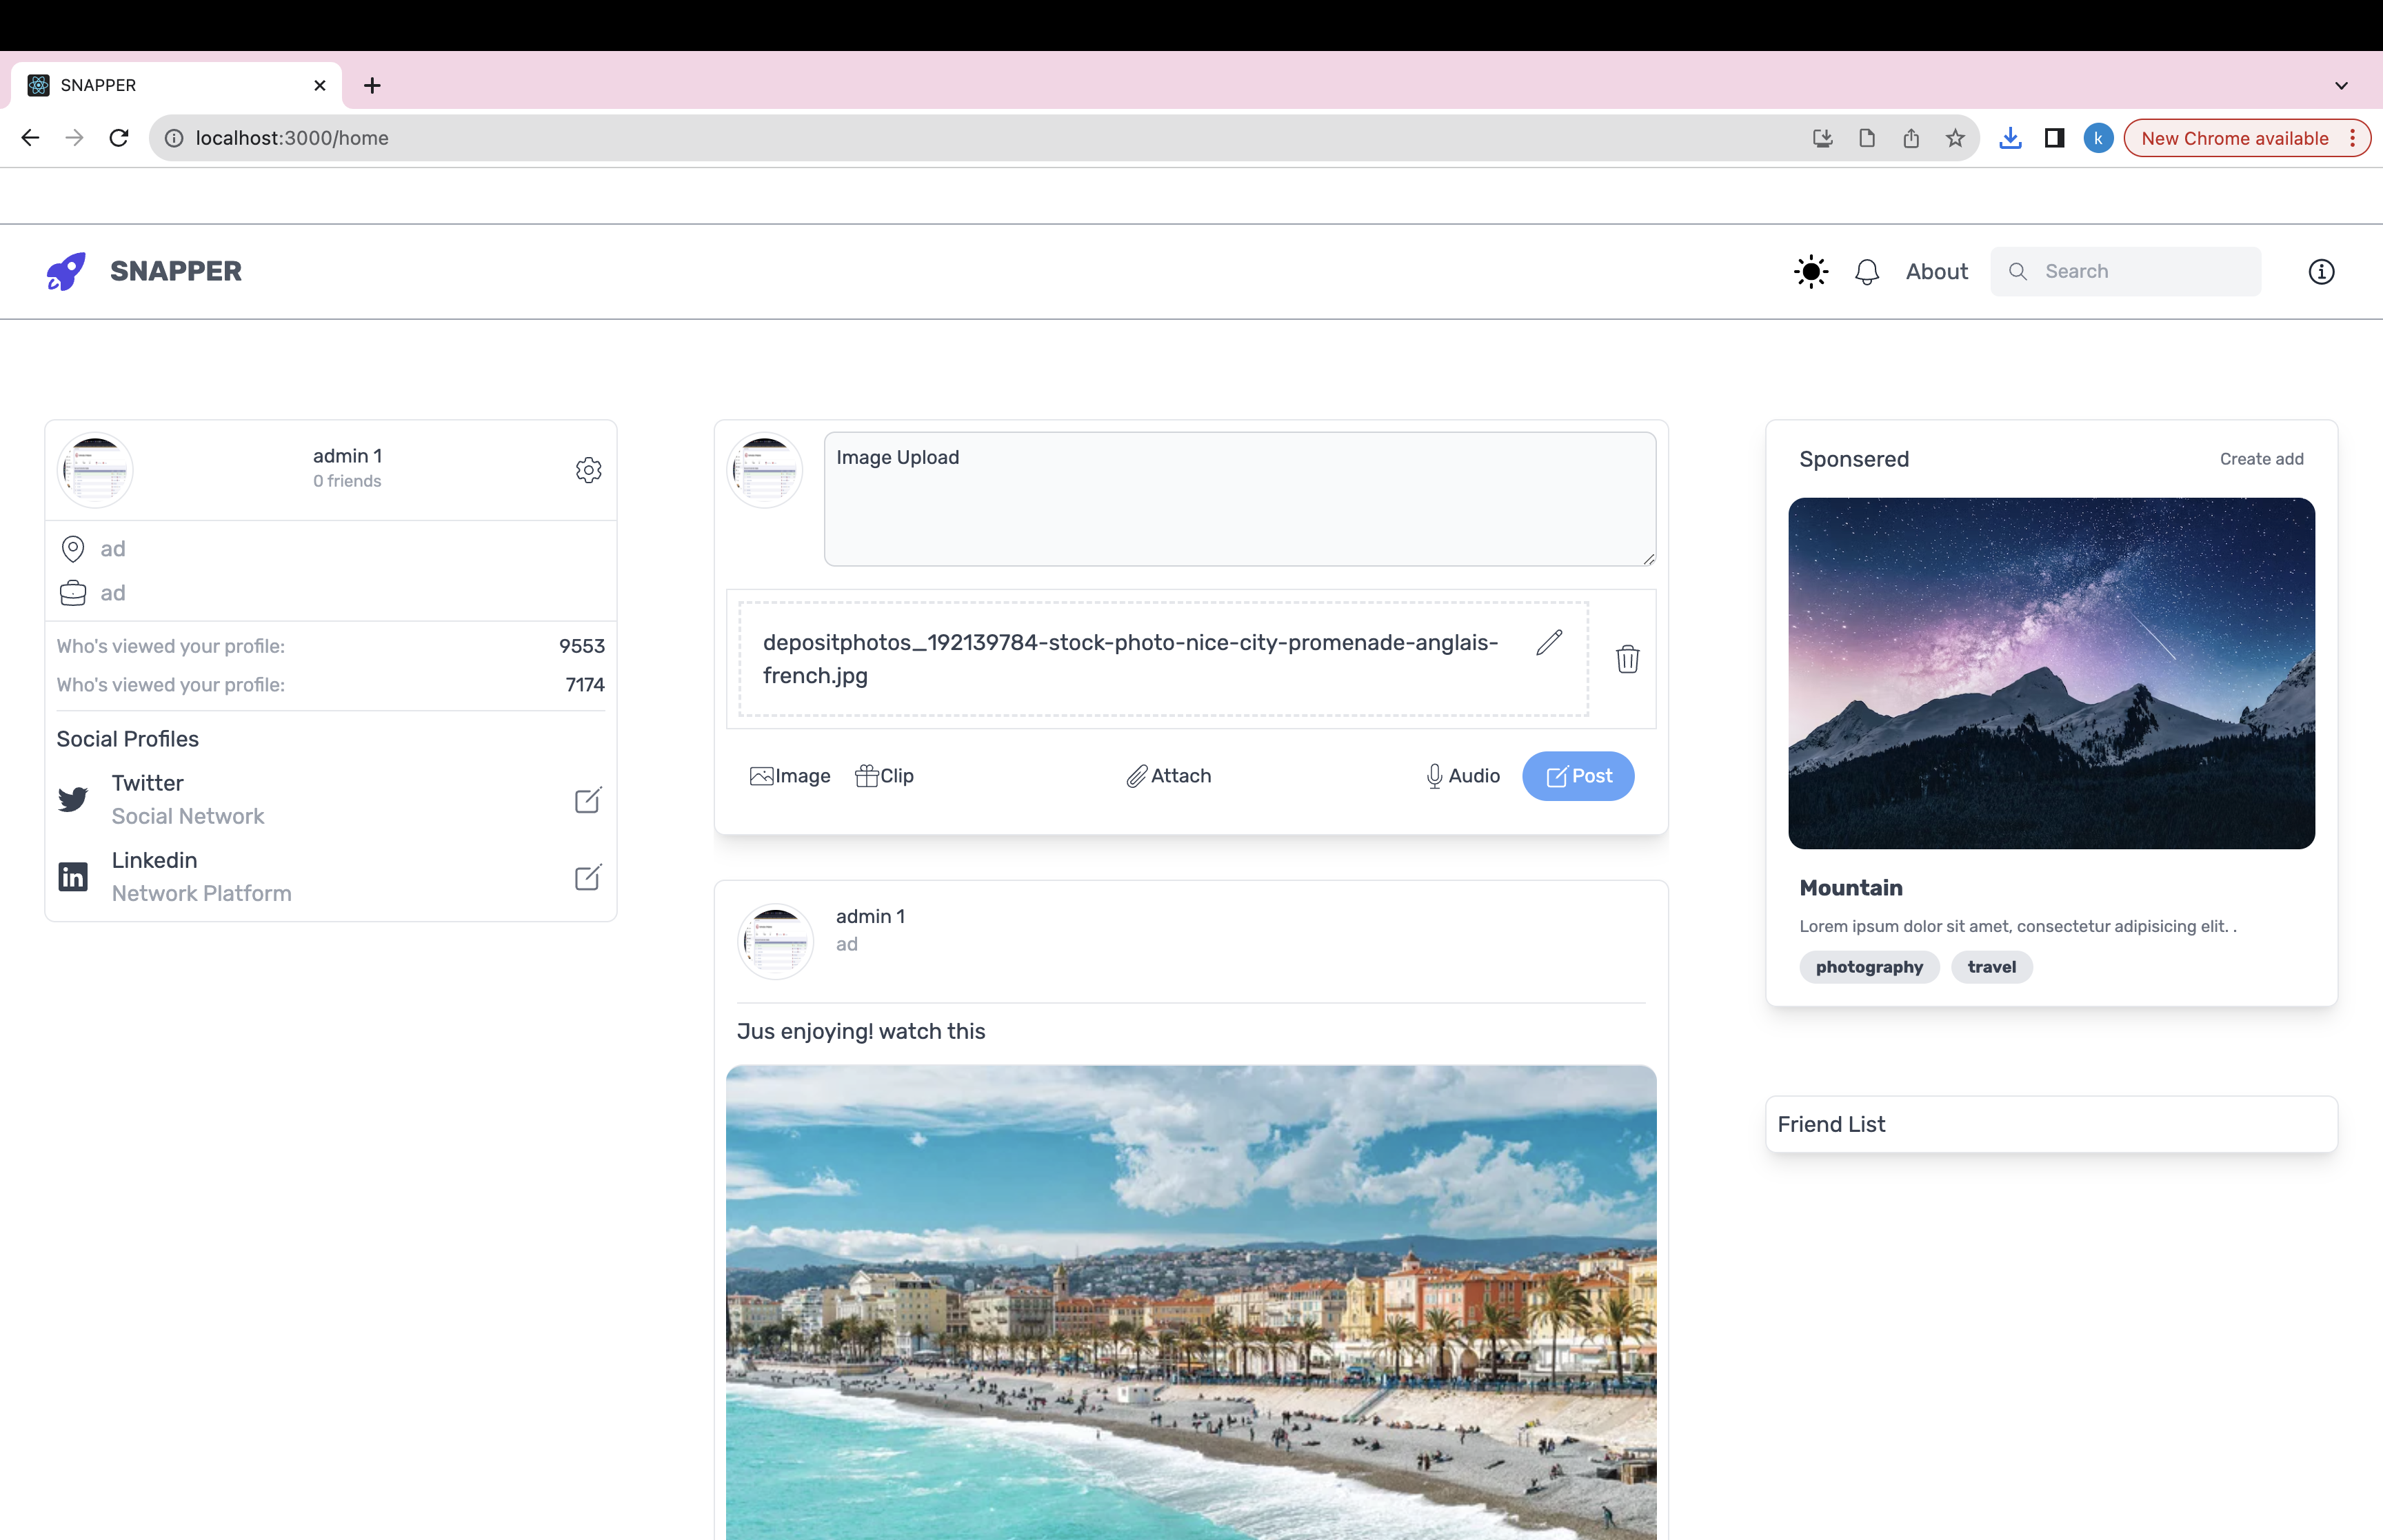 SNAPPER
localhost:3000/home
k
New Chrome available
SNAPPER
About
Search
admin 1
0 friends
ad
ad
Who's viewed your profile: 9553
Who's viewed your profile: 7174
Social Profiles
Twitter
Social Network
Linkedin
Network Platform
Image Upload
depositphotos_192139784-stock-photo-nice-city-promenade-anglais-
french.jpg
Image
Clip
Attach
Audio
Post
admin 1
ad
Jus enjoying! watch this
Sponsered
Create add
Mountain
Lorem ipsum dolor sit amet, consectetur adipisicing elit. .
photography
travel
Friend List